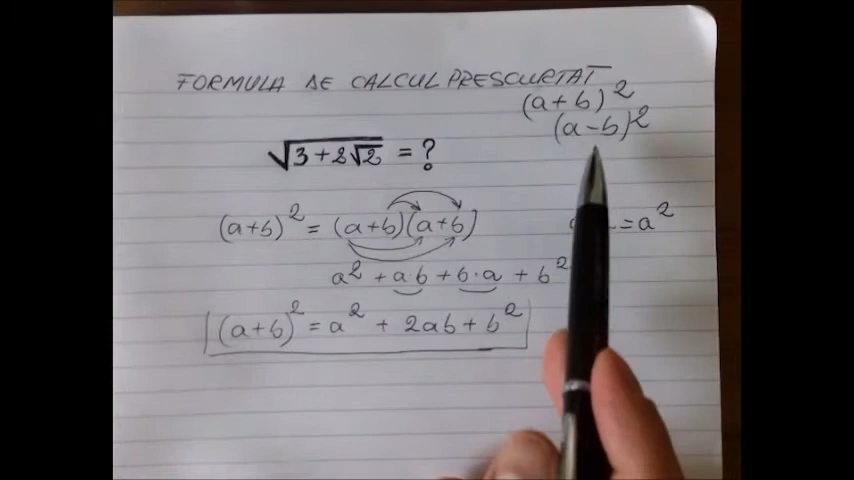 FORMULA DE CALCUL PRESCURTAT
(a+b)²
(a-b)²
√3+2√2 = ?
(a+b)² = (a+b)(a+b)
=a²
a² + a·b + b·a + b²
(a+b)² = a² + 2ab + b²